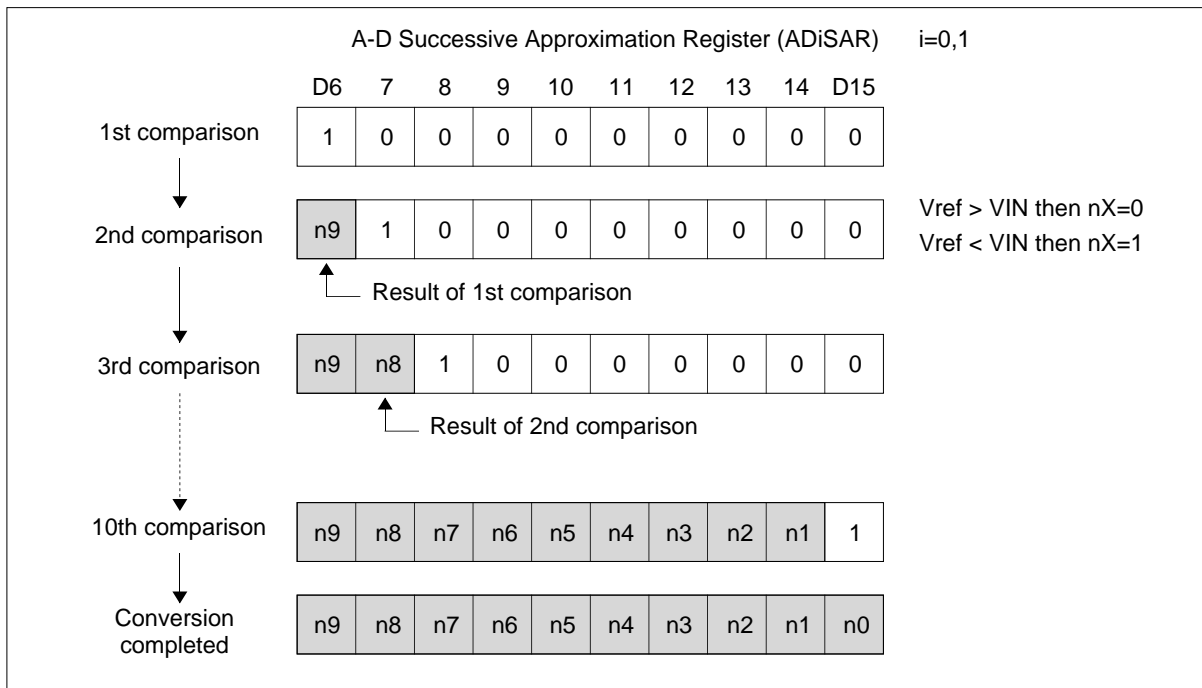 A-D Successive Approximation Register (ADiSAR) i=0,1
D6 7 8 9 10 11 12 13 14 D15
1st comparison 1 0 0 0 0 0 0 0 0 0
2nd comparison n9 1 0 0 0 0 0 0 0 0
Vref > VIN then nX=0
Vref < VIN then nX=1
Result of 1st comparison
3rd comparison n9 n8 1 0 0 0 0 0 0 0
Result of 2nd comparison
10th comparison n9 n8 n7 n6 n5 n4 n3 n2 n1 1
Conversion
completed
n9 n8 n7 n6 n5 n4 n3 n2 n1 n0